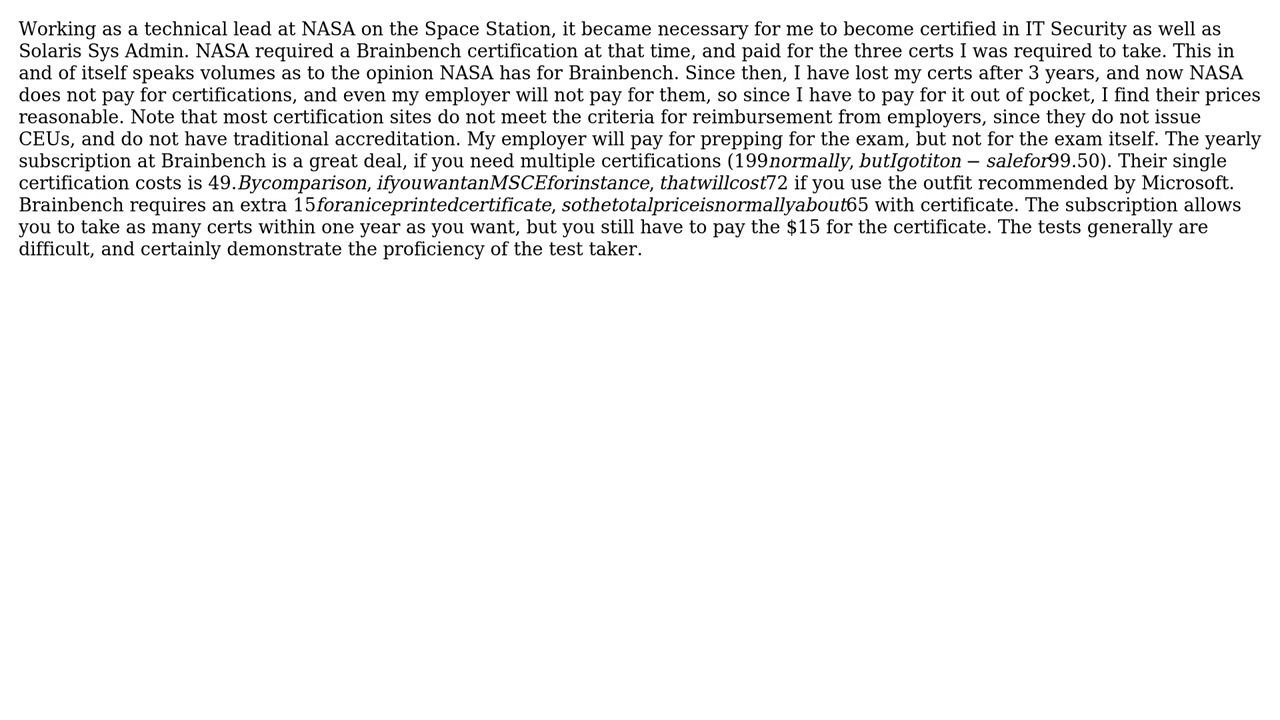 Working as a technical lead at NASA on the Space Station, it became necessary for me to become certified in IT Security as well as
Solaris Sys Admin. NASA required a Brainbench certification at that time, and paid for the three certs I was required to take. This in
and of itself speaks volumes as to the opinion NASA has for Brainbench. Since then, I have lost my certs after 3 years, and now NASA
does not pay for certifications, and even my employer will not pay for them, so since I have to pay for it out of pocket, I find their prices
reasonable. Note that most certification sites do not meet the criteria for reimbursement from employers, since they do not issue
CEUs, and do not have traditional accreditation. My employer will pay for prepping for the exam, but not for the exam itself. The yearly
subscription at Brainbench is a great deal, if you need multiple certifications (199normally, butIgotiton − salefor99.50). Their single
certification costs is 49.Bycomparison, ifyouwantanMSCEforinstance, thatwillcost72 if you use the outfit recommended by Microsoft.
Brainbench requires an extra 15foraniceprintedcertificate, sothetotalpriceisnormallyabout65 with certificate. The subscription allows
you to take as many certs within one year as you want, but you still have to pay the $15 for the certificate. The tests generally are
difficult, and certainly demonstrate the proficiency of the test taker.